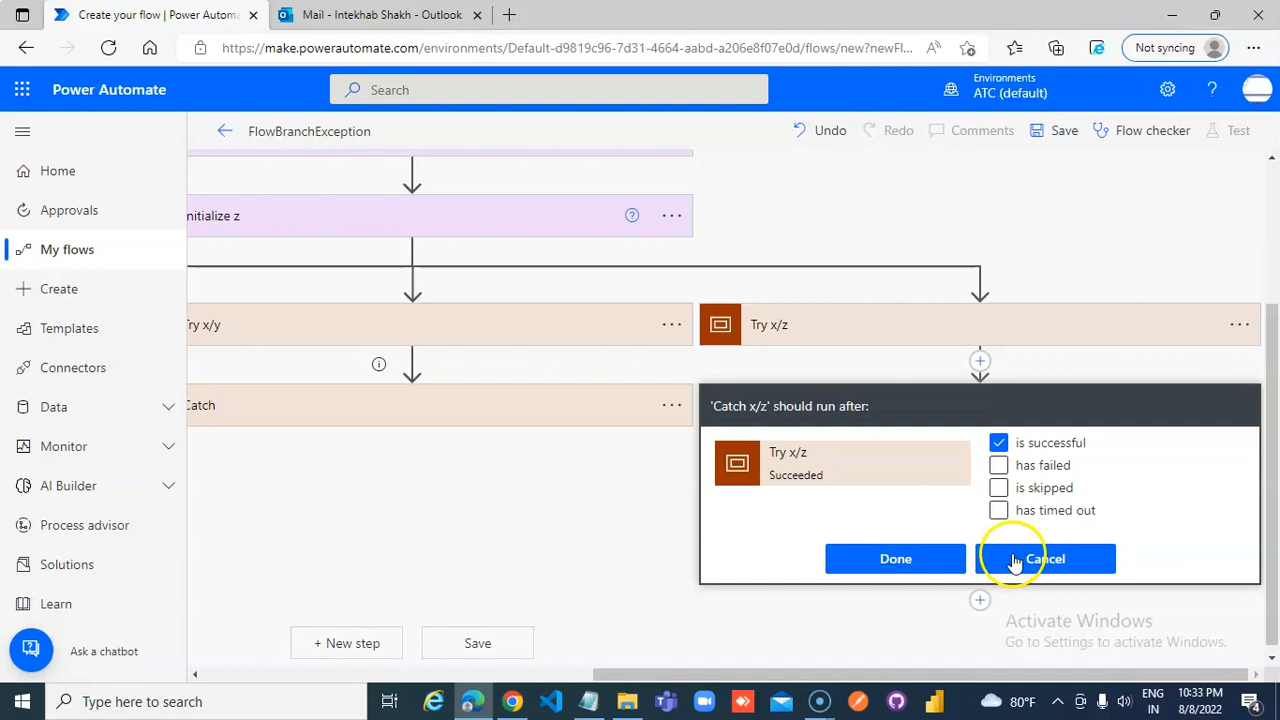 Create your flow | Power Automate
Mail - Intekhab Shakh - Outlook
https://make.powerautomate.com/environments/Default-d9819c96-7d31-4664-aabd-a206e8f07e0d/flows/new?newFl...
Not syncing
Power Automate
Search
Environments
ATC (default)
FlowBranchException
Undo
Redo
Comments
Save
Flow checker
Test
Home
Approvals
My flows
Create
Templates
Connectors
Data
Monitor
AI Builder
Process advisor
Solutions
Learn
Ask a chatbot
nitialize z
Try x/y
Try x/z
Catch
'Catch x/z' should run after:
Try x/z
Succeeded
is successful
has failed
is skipped
has timed out
Done
Cancel
+ New step
Save
Activate Windows
Go to Settings to activate Windows.
Type here to search
80°F
ENG
IN
10:33 PM
8/8/2022
4